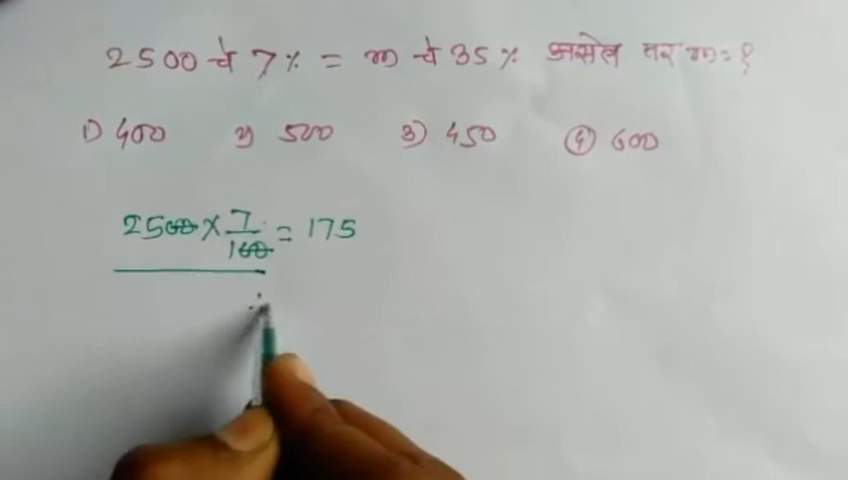 2500 चे 7% = m चे 35% असेल तर m = ?
1) 400 2) 500 3) 450 4) 600
2500 × 7/100 = 175
∴